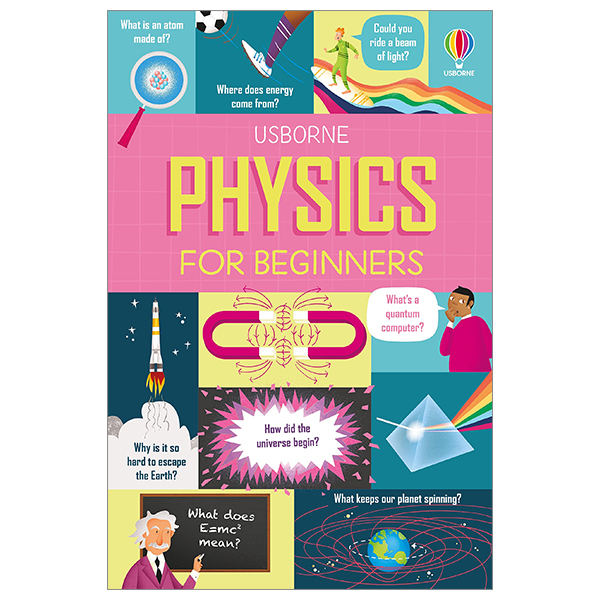 What is an atom
made of?
Where does energy
come from?
Could you
ride a beam
of light?
USBORNE
USBORNE
PHYSICS
FOR BEGINNERS
What's a
quantum
computer?
Why is it so
hard to escape
the Earth?
How did the
universe begin?
What does
E=mc²
mean?
What keeps our planet spinning?